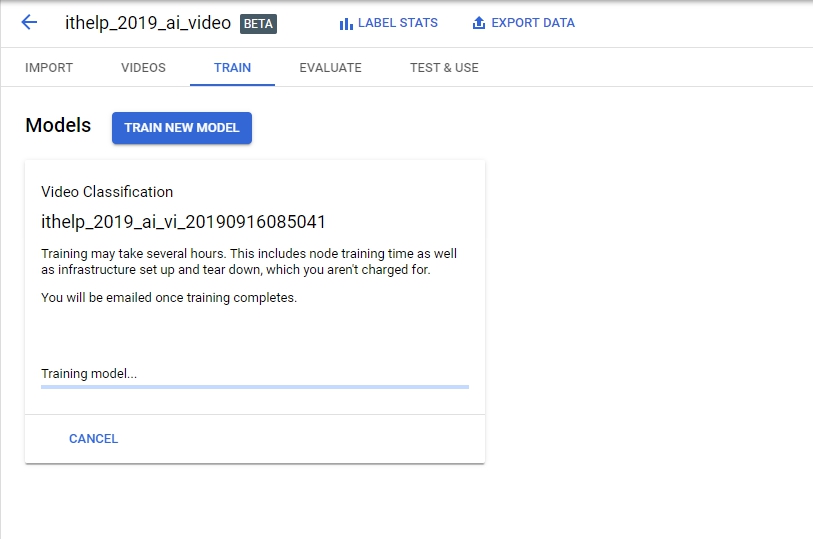 ithelp_2019_ai_video BETA LABEL STATS EXPORT DATA
IMPORT VIDEOS TRAIN EVALUATE TEST & USE
Models TRAIN NEW MODEL
Video Classification
ithelp_2019_ai_vi_20190916085041
Training may take several hours. This includes node training time as well
as infrastructure set up and tear down, which you aren't charged for.
You will be emailed once training completes.
Training model...
CANCEL